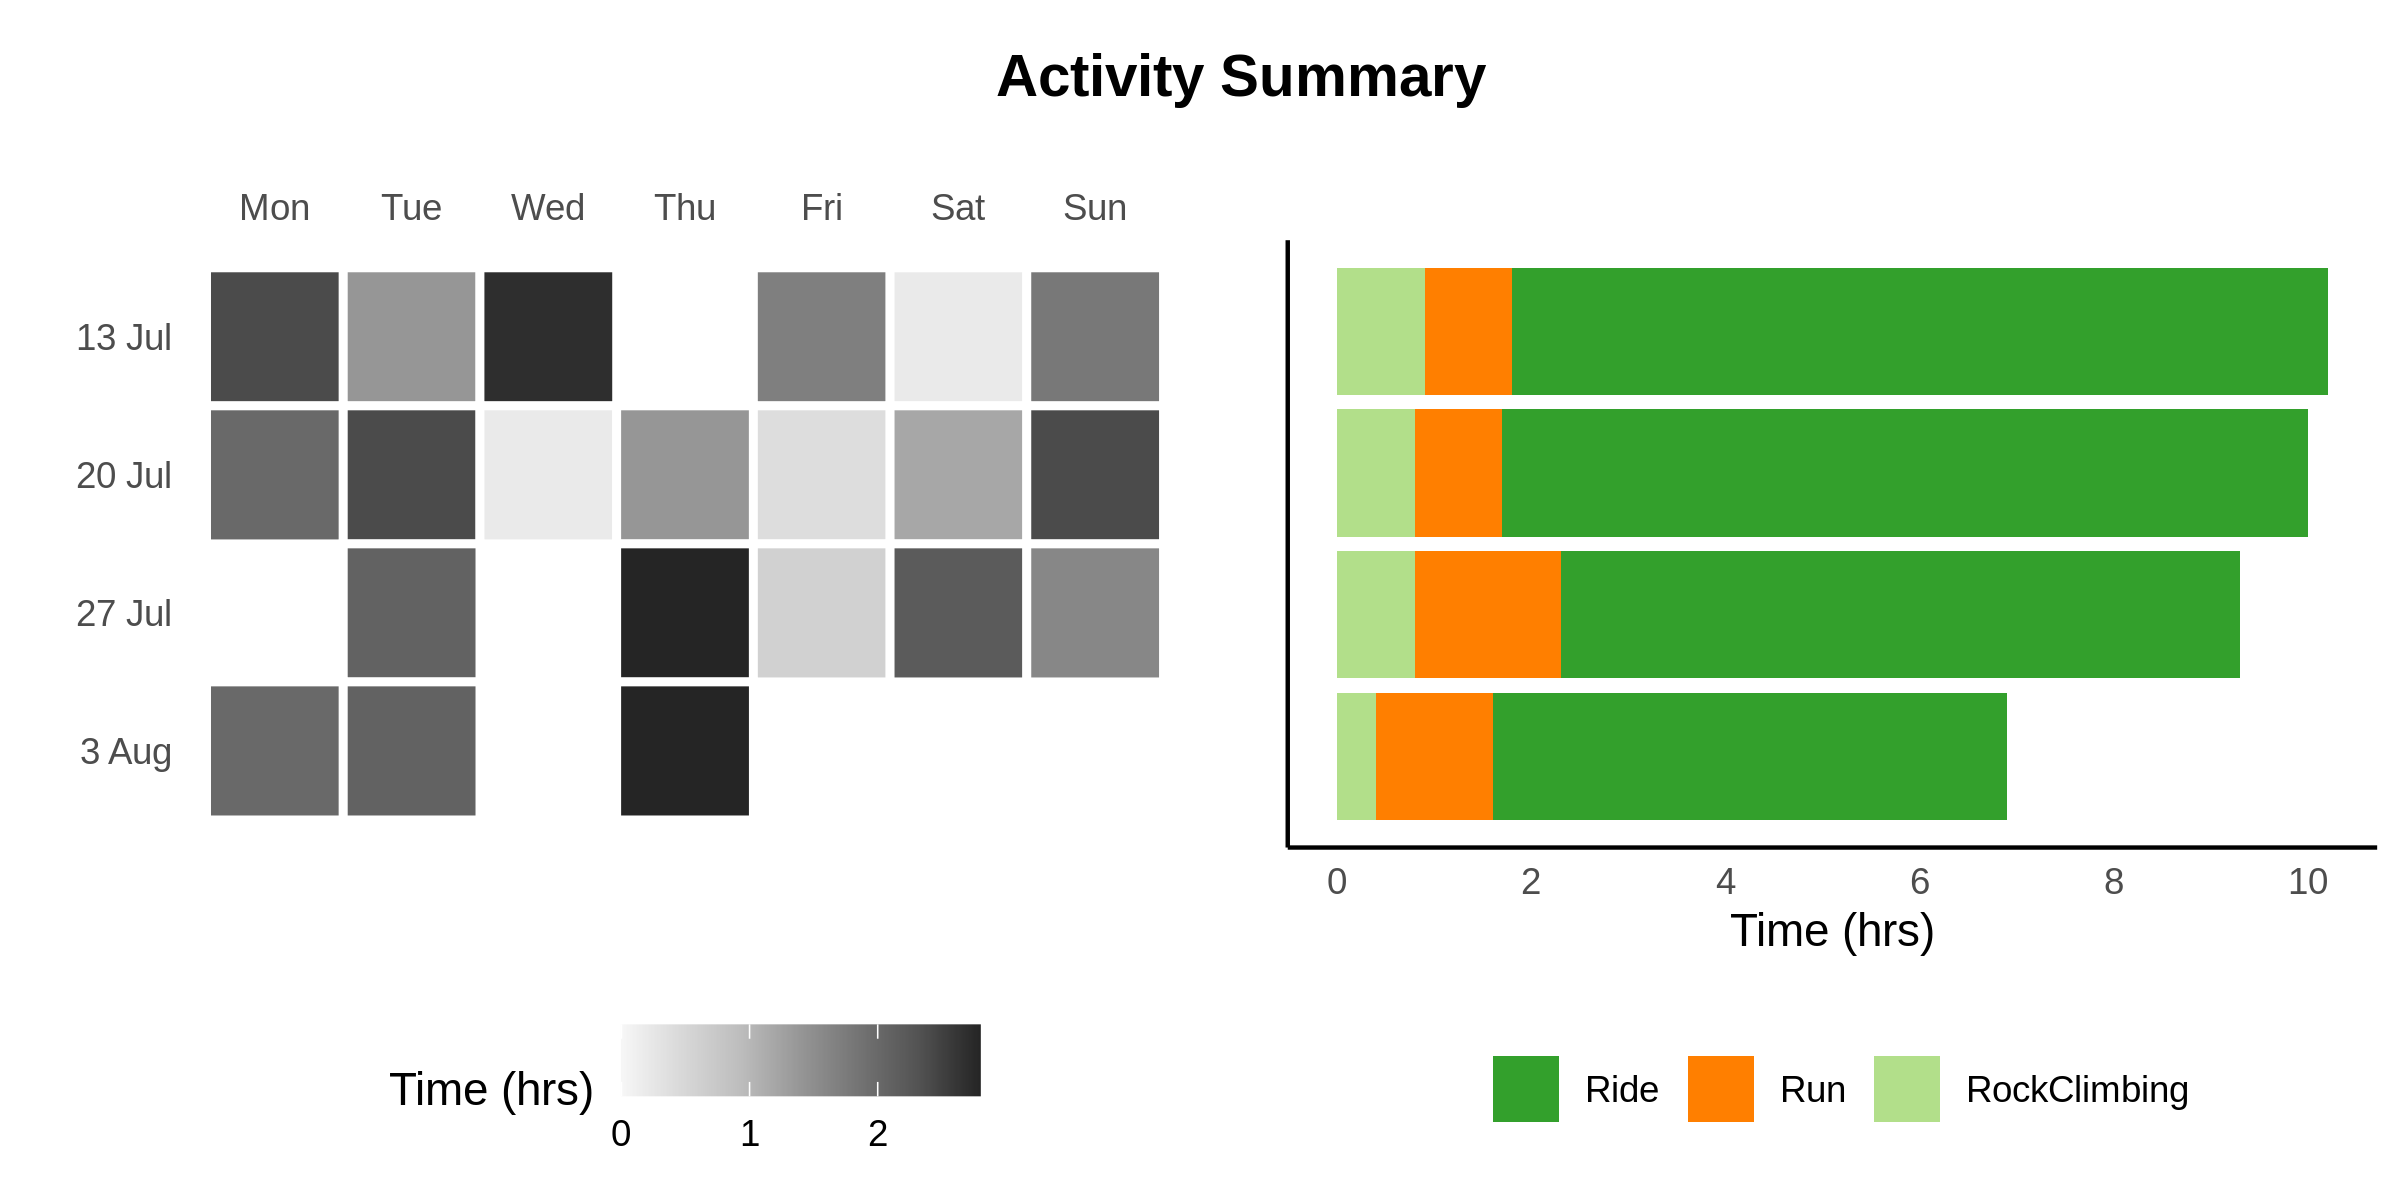 Activity Summary
Mon Tue Wed Thu Fri Sat Sun
13 Jul
20 Jul
27 Jul
3 Aug
Time (hrs)
0 1 2
0 2 4 6 8 10
Time (hrs)
Ride Run RockClimbing